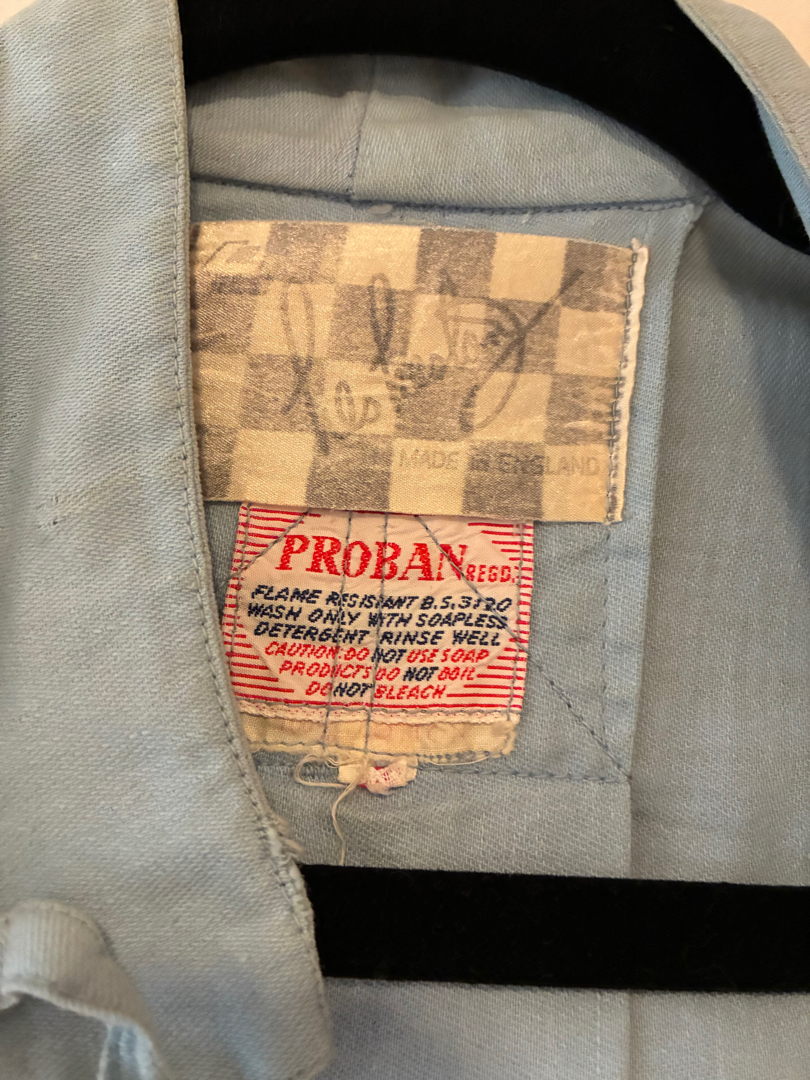 MADE IN ENGLAND
PROBAN REGD.
FLAME RESISTANT B.S.3120
WASH ONLY WITH SOAPLESS
DETERGENT RINSE WELL
CAUTION: DO NOT USE SOAP
PRODUCTS DO NOT BOIL
DO NOT BLEACH